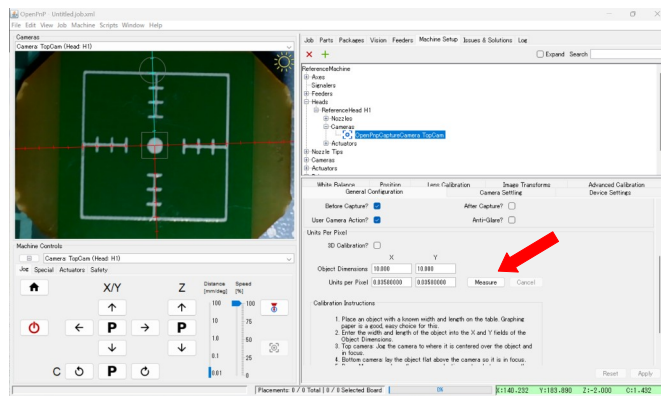 OpenPnP - Untitled.job.xml
File Edit View Job Machine Scripts Window Help
Cameras
Camera: TopCam (Head: H1)
Machine Controls
Camera: TopCam (Head: H1)
Jog Special Actuators Safety
X/Y
Z
Distance
[mm/deg]
Speed
[%]
100
10
1.0
0.1
0.01
100
75
50
25
0
P
P
C
P
Job Parts Packages Vision Feeders Machine Setup Issues & Solutions Log
Expand Search
ReferenceMachine
Axes
Signalers
Feeders
Heads
ReferenceHead H1
Nozzles
Cameras
OpenPnpCaptureCamera TopCam
Actuators
Nozzle Tips
Cameras
Actuators
White Balance Position Lens Calibration Image Transforms Advanced Calibration
General Configuration Camera Settling Device Settings
Before Capture? After Capture?
User Camera Action? Anti-Glare?
Units Per Pixel
3D Calibration?
X Y
Object Dimensions 10.000 10.000
Units per Pixel 0.03500000 0.03500000 Measure Cancel
Calibration Instructions
1. Place an object with a known width and length on the table. Graphing
paper is a good, easy choice for this.
2. Enter the width and length of the object into the X and Y fields of the
Object Dimensions.
3. Top camera: Jog the camera to where it is centered over the object and
in focus.
4. Bottom camera: lay the object flat above the camera so it is in focus.
Reset Apply
Placements: 0 / 0 Total | 0 / 0 Selected Board
0%
X:140.232 Y:183.890 Z:-2.000 C:1.432